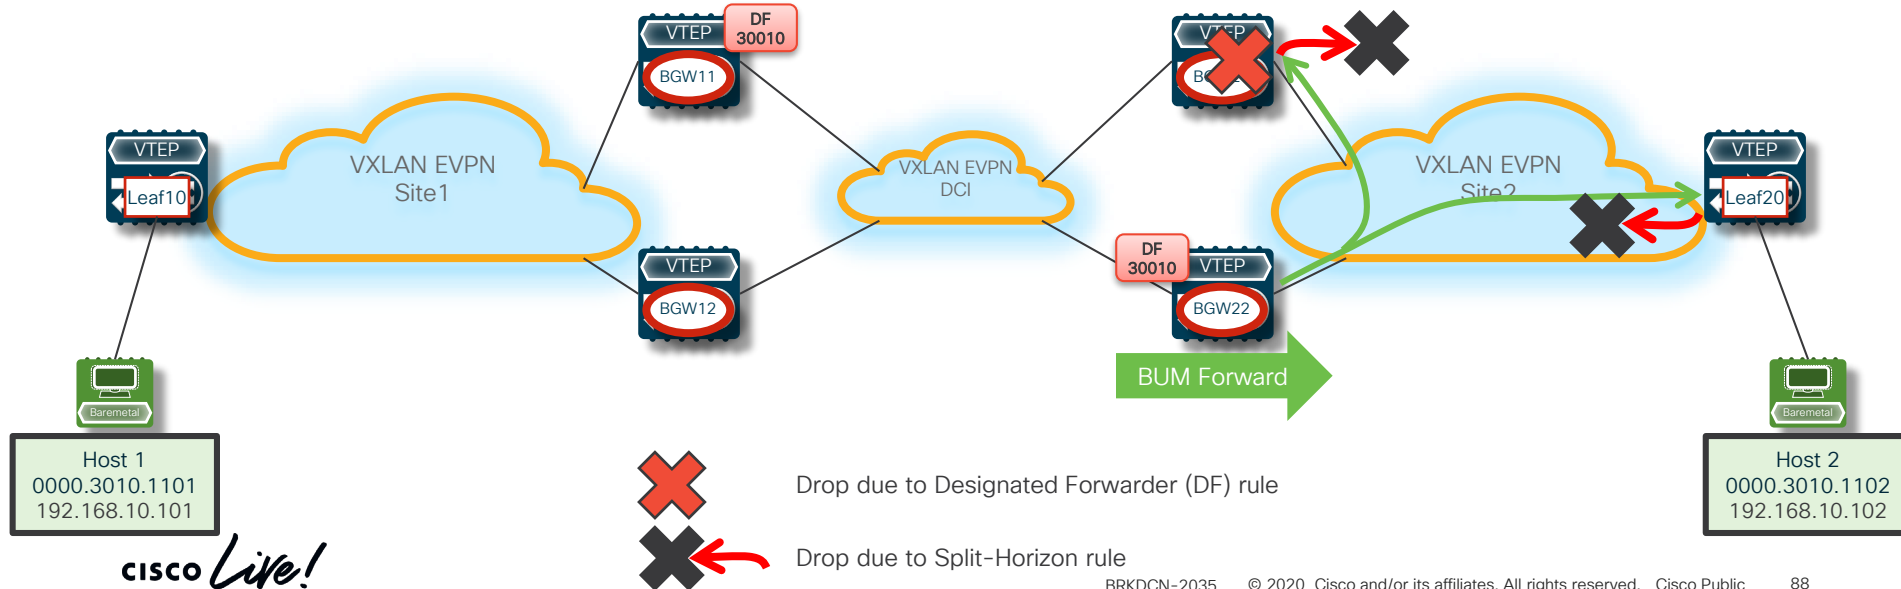 DF
30010
VTEP
BGW11
VTEP
VTEP
Leaf10
VXLAN EVPN
Site1
VXLAN EVPN
DCI
VXLAN EVPN
Site2
VTEP
Leaf20
DF
30010
VTEP
BGW12
VTEP
BGW22
BUM Forward
Baremetal
Baremetal
Host 1
0000.3010.1101
192.168.10.101
Host 2
0000.3010.1102
192.168.10.102
Drop due to Designated Forwarder (DF) rule
Drop due to Split-Horizon rule
CISCO Live!
BRKDCN-2035 © 2020 Cisco and/or its affiliates. All rights reserved. Cisco Public 88